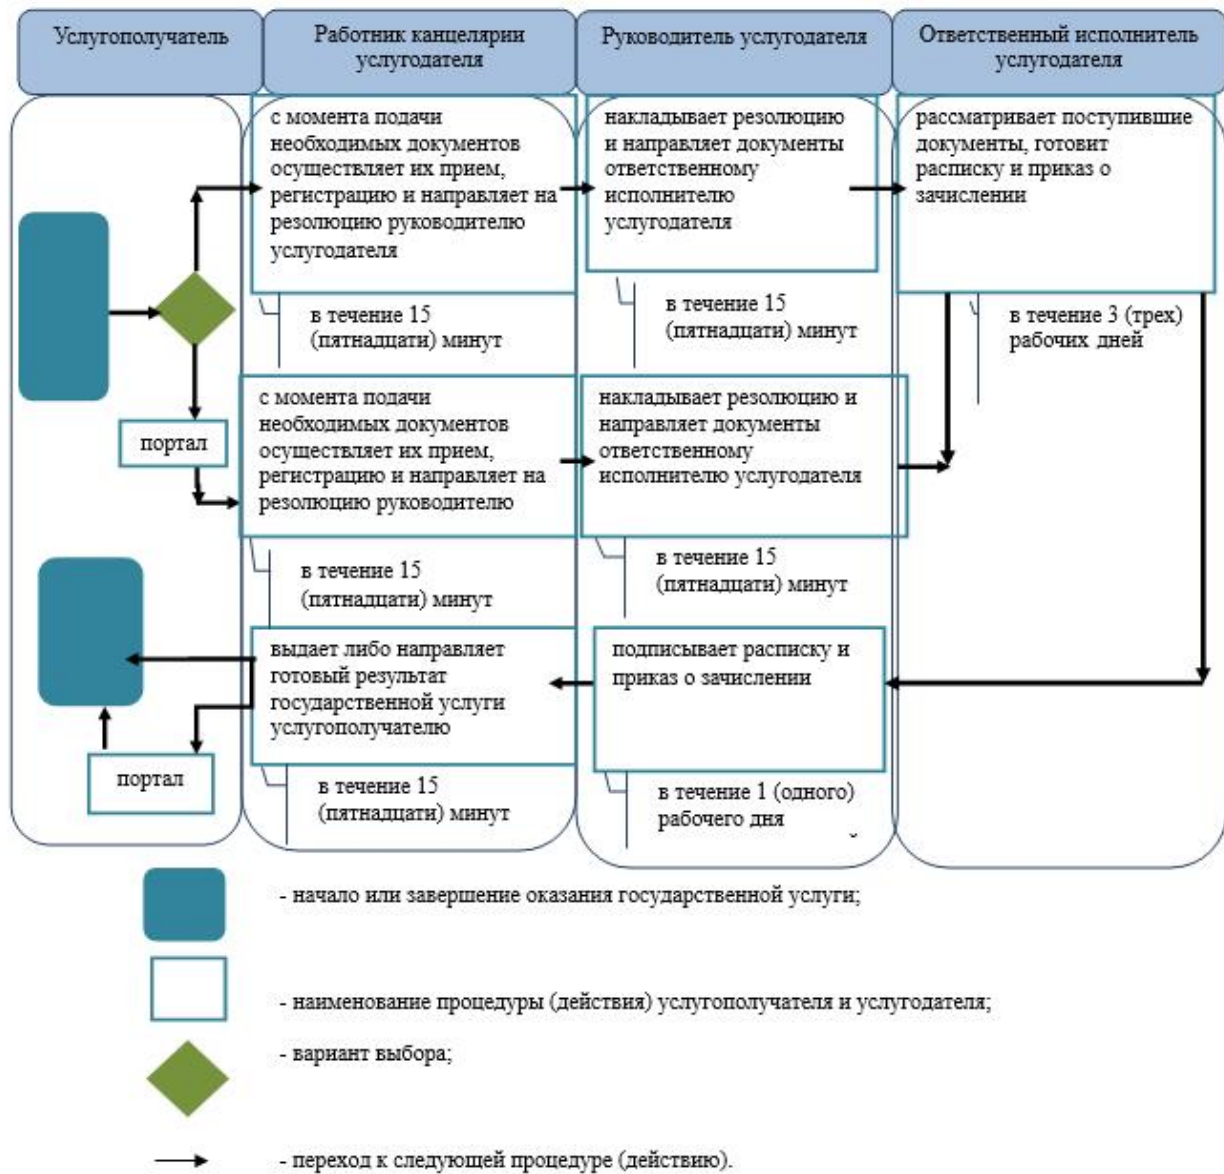 Услугополучатель
Работник канцелярии
услугодателя
Руководитель услугодателя
Ответственный исполнитель
услугодателя
с момента подачи
необходимых документов
осуществляет их прием,
регистрацию и направляет на
резолюцию руководителю
услугодателя
накладывает резолюцию
и направляет документы
ответственному
исполнителю
услугодателя
рассматривает поступившие
документы, готовит
расписку и приказ о
зачислении
в течение 15
(пятнадцати) минут
в течение 15
(пятнадцати) минут
в течение 3 (трех)
рабочих дней
портал
с момента подачи
необходимых документов
осуществляет их прием,
регистрацию и направляет на
резолюцию руководителю
накладывает резолюцию и
направляет документы
ответственному
исполнителю услугодателя
в течение 15
(пятнадцати) минут
в течение 15
(пятнадцати) минут
выдает либо направляет
готовый результат
государственной услуги
услугополучателю
подписывает расписку и
приказ о зачислении
портал
в течение 15
(пятнадцати) минут
в течение 1 (одного)
рабочего дня
- начало или завершение оказания государственной услуги;
- наименование процедуры (действия) услугополучателя и услугодателя;
- вариант выбора;
- переход к следующей процедуре (действию).